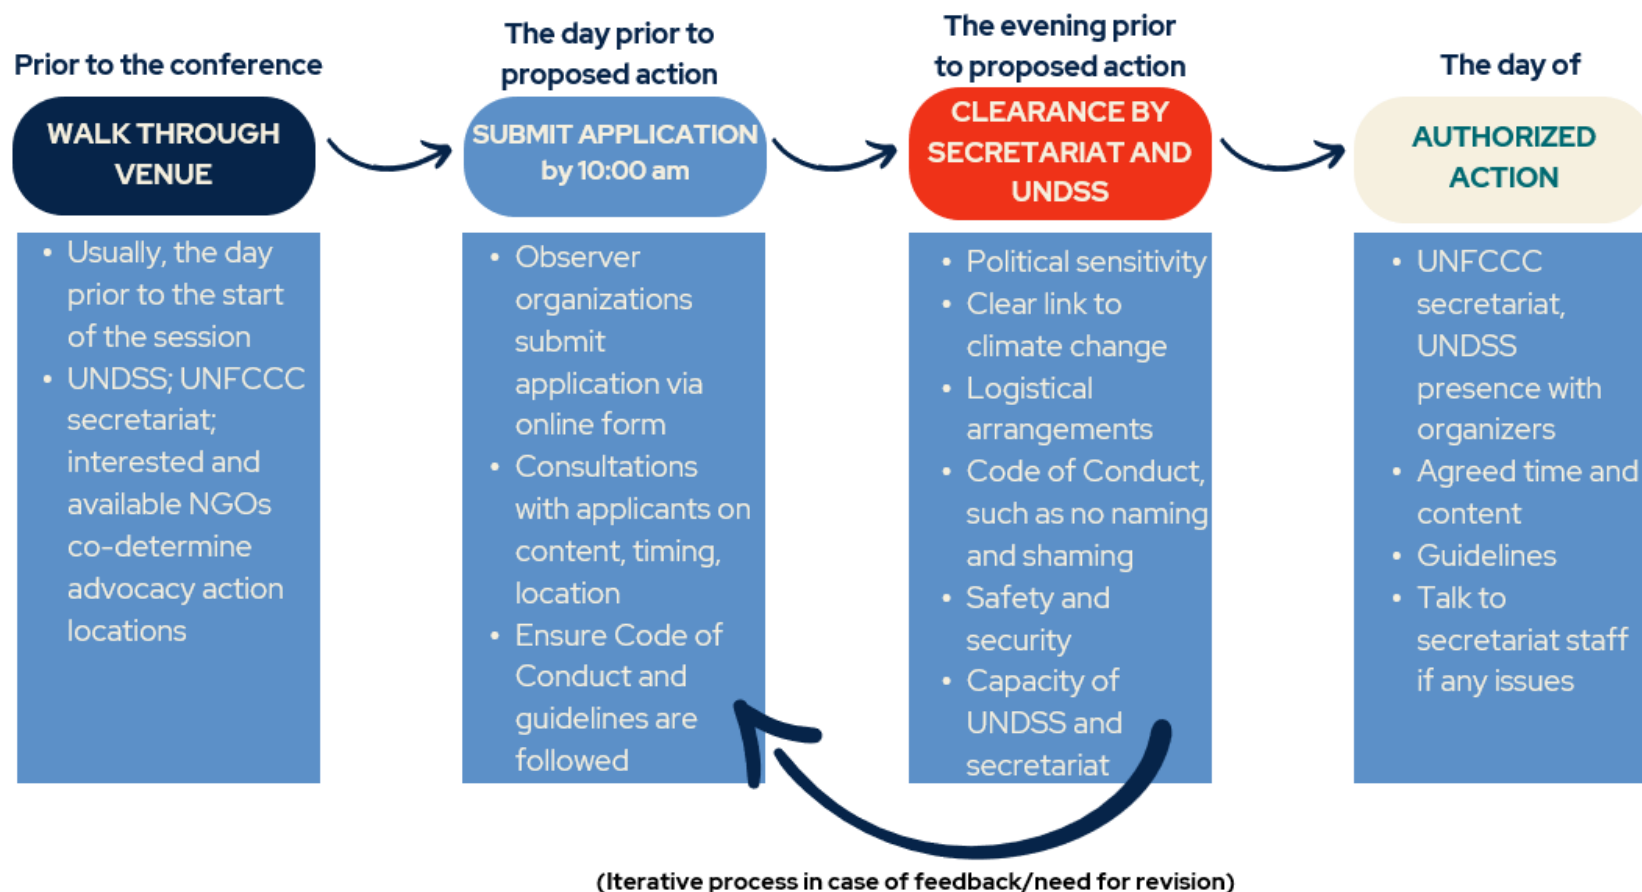 Prior to the conference
WALK THROUGH
VENUE
• Usually, the day
prior to the start
of the session
• UNDSS; UNFCCC
secretariat;
interested and
available NGOs
co-determine
advocacy action
locations
The day prior to
proposed action
SUBMIT APPLICATION
by 10:00 am
• Observer
organizations
submit
application via
online form
• Consultations
with applicants on
content, timing,
location
• Ensure Code of
Conduct and
guidelines are
followed
The evening prior
to proposed action
CLEARANCE BY
SECRETARIAT AND
UNDSS
• Political sensitivity
• Clear link to
climate change
• Logistical
arrangements
• Code of Conduct,
such as no naming
and shaming
• Safety and
security
• Capacity of
UNDSS and
secretariat
The day of
AUTHORIZED
ACTION
• UNFCCC
secretariat,
UNDSS
presence with
organizers
• Agreed time and
content
• Guidelines
• Talk to
secretariat staff
if any issues
(Iterative process in case of feedback/need for revision)